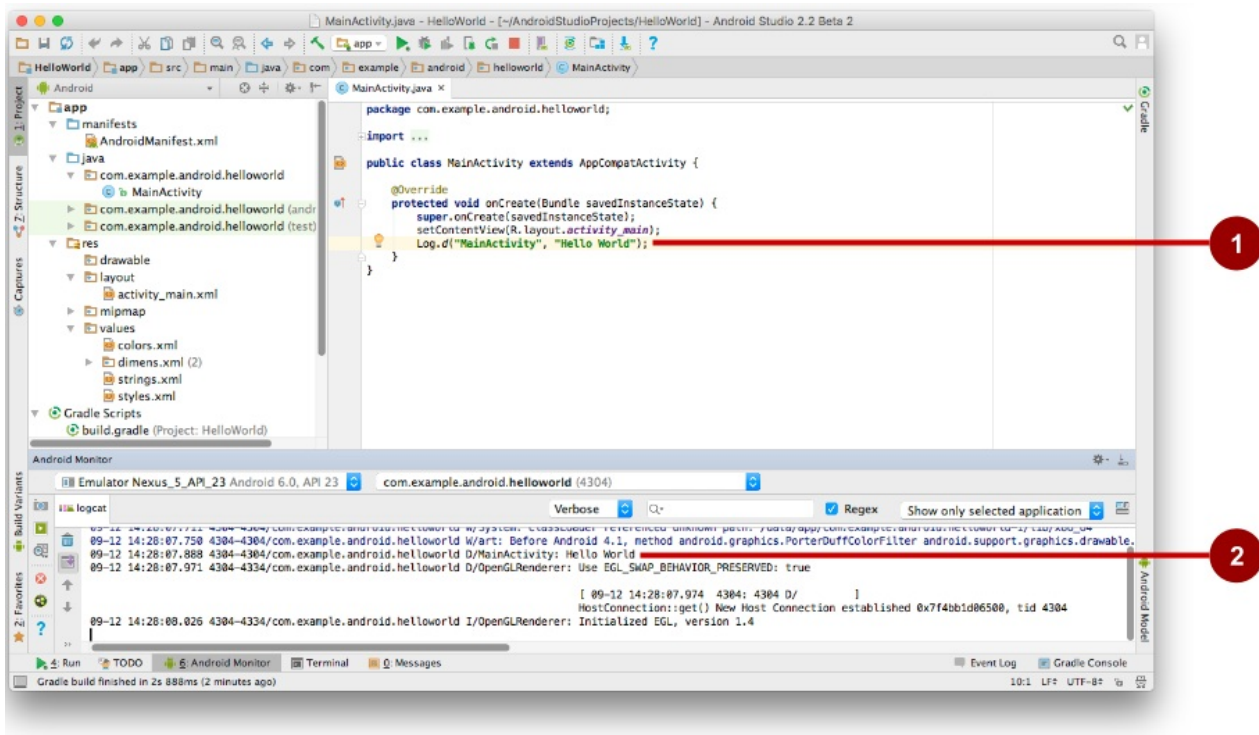 MainActivity.java - HelloWorld - [~/AndroidStudioProjects/HelloWorld] - Android Studio 2.2 Beta 2
app
HelloWorld app src main java com example android helloworld MainActivity
Android
MainActivity.java
1: Project
Z: Structure
Captures
Build Variants
2: Favorites
Gradle
Android Model
app
manifests
AndroidManifest.xml
java
com.example.android.helloworld
MainActivity
com.example.android.helloworld (andr
com.example.android.helloworld (test)
res
drawable
layout
activity_main.xml
mipmap
values
colors.xml
dimens.xml (2)
strings.xml
styles.xml
Gradle Scripts
build.gradle (Project: HelloWorld)
package com.example.android.helloworld;
import ...
public class MainActivity extends AppCompatActivity {
@Override
protected void onCreate(Bundle savedInstanceState) {
super.onCreate(savedInstanceState);
setContentView(R.layout.activity_main);
Log.d("MainActivity", "Hello World");
}
}
1
Android Monitor
Emulator Nexus_5_API_23 Android 6.0, API 23 com.example.android.helloworld (4304)
logcat Verbose Regex Show only selected application
09-12 14:28:07.750 4304-4304/com.example.android.helloworld W/art: Before Android 4.1, method android.graphics.PorterDuffColorFilter android.support.graphics.drawable.
09-12 14:28:07.888 4304-4304/com.example.android.helloworld D/MainActivity: Hello World
2
09-12 14:28:07.971 4304-4334/com.example.android.helloworld D/OpenGLRenderer: Use EGL_SWAP_BEHAVIOR_PRESERVED: true
[ 09-12 14:28:07.974 4304: 4304 D/ ]
HostConnection::get() New Host Connection established 0x7f4bb1d06500, tid 4304
09-12 14:28:08.026 4304-4334/com.example.android.helloworld I/OpenGLRenderer: Initialized EGL, version 1.4
4: Run TODO 6: Android Monitor Terminal 0: Messages Event Log Gradle Console
Gradle build finished in 2s 888ms (2 minutes ago) 10:1 LF UTF-8